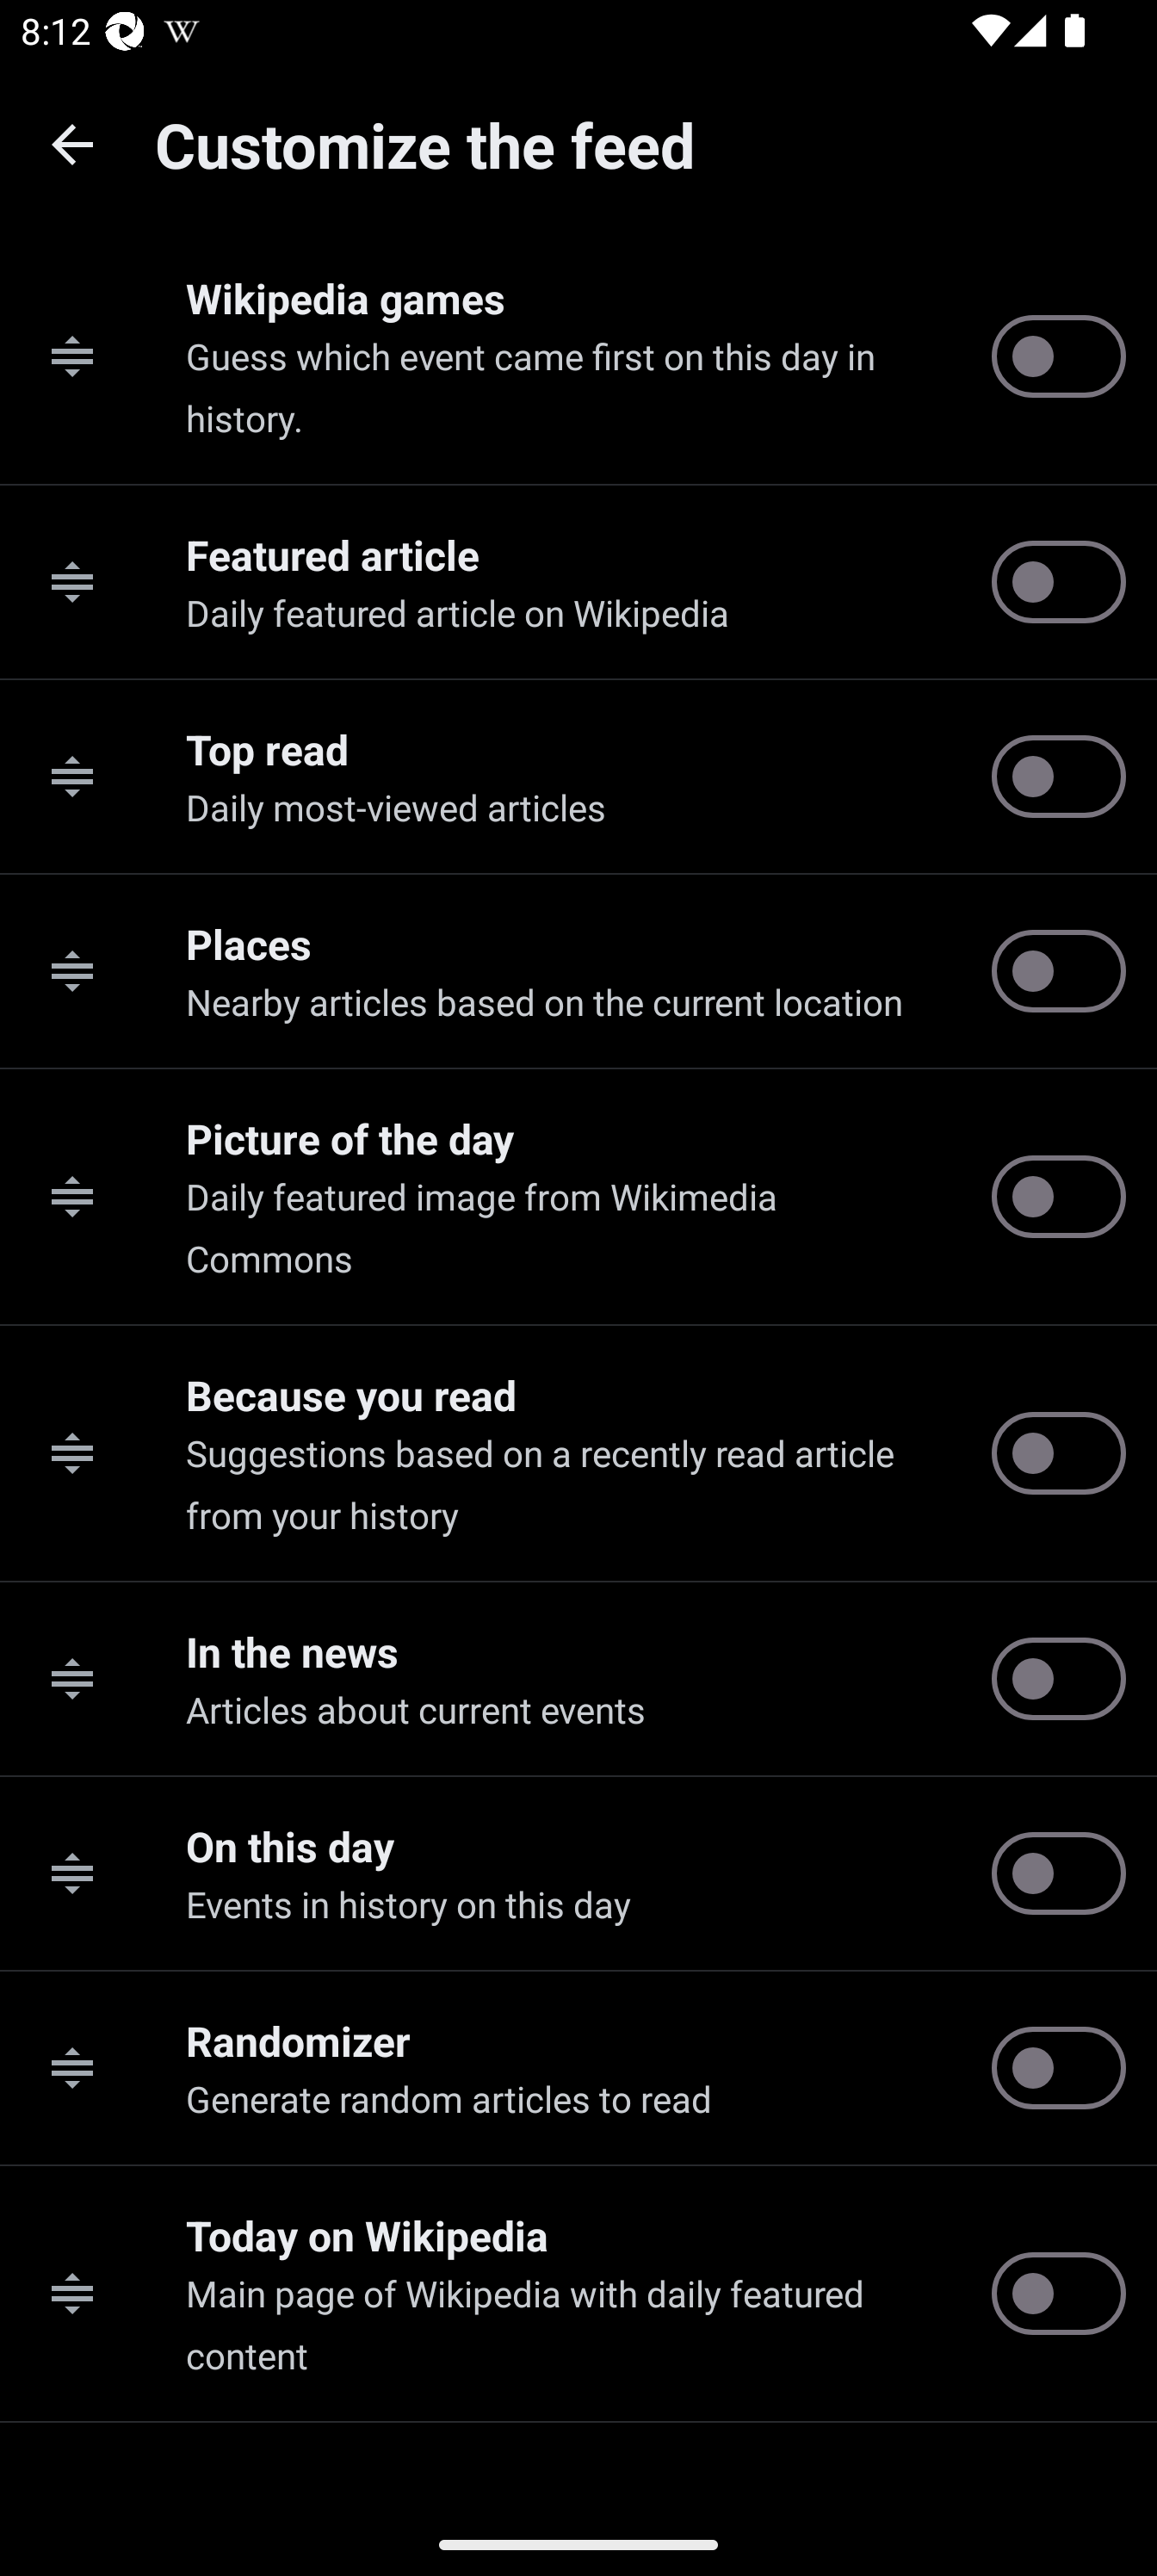 8:12
Customize the feed
Wikipedia games
Guess which event came first on this day in
history.
Featured article
Daily featured article on Wikipedia
Top read
Daily most-viewed articles
Places
Nearby articles based on the current location
Picture of the day
Daily featured image from Wikimedia
Commons
Because you read
Suggestions based on a recently read article
from your history
In the news
Articles about current events
On this day
Events in history on this day
Randomizer
Generate random articles to read
Today on Wikipedia
Main page of Wikipedia with daily featured
content